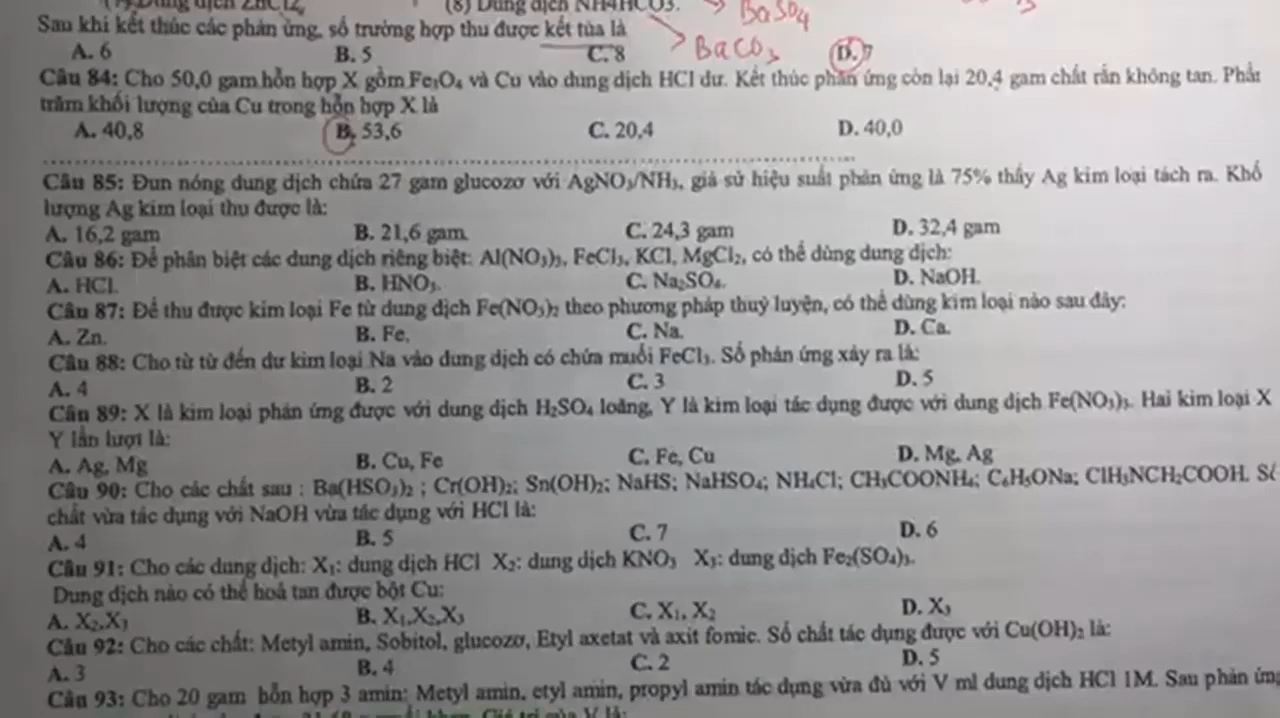 (8) Dung dịch NH4HCO3.
BaSO4
Sau khi kết thúc các phản ứng, số trường hợp thu được kết tủa là
BaCO3
A. 6 B. 5 C. 8 D. 7
Câu 84: Cho 50,0 gam hỗn hợp X gồm Fe₃O₄ và Cu vào dung dịch HCl dư. Kết thúc phản ứng còn lại 20,4 gam chất rắn không tan. Phần
trăm khối lượng của Cu trong hỗn hợp X là
A. 40,8 B. 53,6 C. 20,4 D. 40,0
Câu 85: Đun nóng dung dịch chứa 27 gam glucozơ với AgNO₃/NH₃, giả sử hiệu suất phản ứng là 75% thấy Ag kim loại tách ra. Khố
lượng Ag kim loại thu được là:
A. 16,2 gam B. 21,6 gam. C. 24,3 gam D. 32,4 gam
Câu 86: Để phân biệt các dung dịch riêng biệt: Al(NO₃)₃, FeCl₃, KCl, MgCl₂, có thể dùng dung dịch:
A. HCl. B. HNO₃. C. Na₂SO₄. D. NaOH.
Câu 87: Để thu được kim loại Fe từ dung dịch Fe(NO₃)₂ theo phương pháp thuỷ luyện, có thể dùng kim loại nào sau đây:
A. Zn. B. Fe. C. Na. D. Ca.
Câu 88: Cho từ từ đến dư kim loại Na vào dung dịch có chứa muối FeCl₃. Số phản ứng xảy ra là:
A. 4 B. 2 C. 3 D. 5
Câu 89: X là kim loại phản ứng được với dung dịch H₂SO₄ loãng, Y là kim loại tác dụng được với dung dịch Fe(NO₃)₃. Hai kim loại X
Y lần lượt là:
A. Ag, Mg B. Cu, Fe C. Fe, Cu D. Mg, Ag
Câu 90: Cho các chất sau : Ba(HSO₃)₂ ; Cr(OH)₂; Sn(OH)₂; NaHS; NaHSO₄; NH₄Cl; CH₃COONH₄; C₆H₅ONa; ClH₃NCH₂COOH. Số
chất vừa tác dụng với NaOH vừa tác dụng với HCl là:
A. 4 B. 5 C. 7 D. 6
Câu 91: Cho các dung dịch: X₁: dung dịch HCl X₂: dung dịch KNO₃ X₃: dung dịch Fe₂(SO₄)₃.
Dung dịch nào có thể hoà tan được bột Cu:
A. X₂,X₃ B. X₁,X₂,X₃ C. X₁, X₂ D. X₃
Câu 92: Cho các chất: Metyl amin, Sobitol, glucozơ, Etyl axetat và axit fomic. Số chất tác dụng được với Cu(OH)₂ là:
A. 3 B. 4 C. 2 D. 5
Câu 93: Cho 20 gam hỗn hợp 3 amin: Metyl amin, etyl amin, propyl amin tác dụng vừa đủ với V ml dung dịch HCl 1M. Sau phản ứng